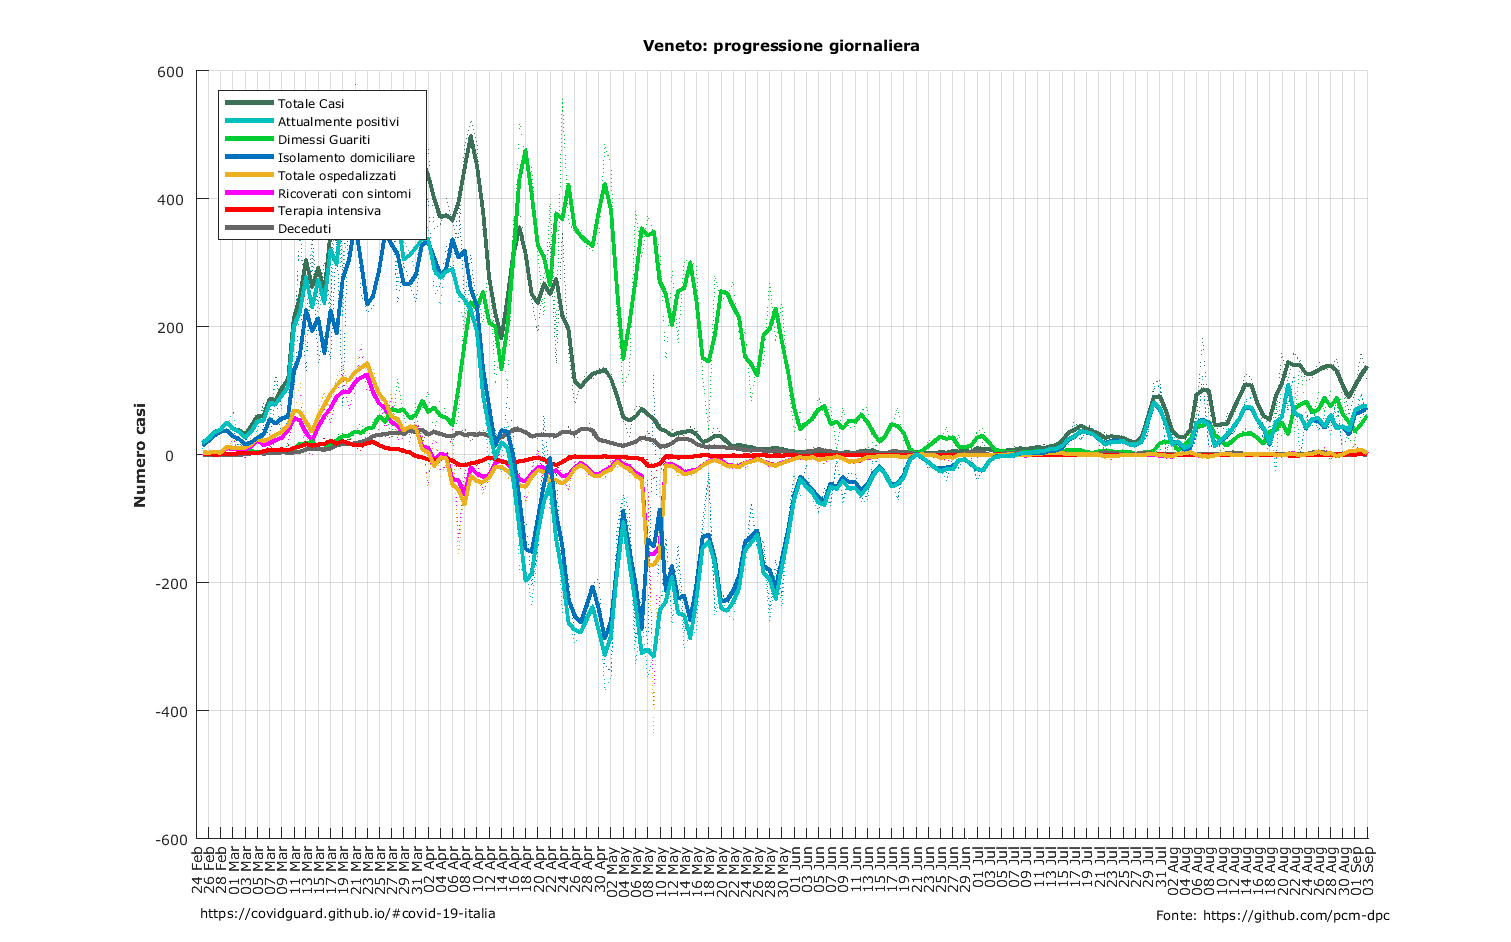 Veneto: progressione giornaliera
600
400
200
0
-200
-400
-600
Numero casi
Totale Casi
Attualmente positivi
Dimessi Guariti
Isolamento domiciliare
Totale ospedalizzati
Ricoverati con sintomi
Terapia intensiva
Deceduti
24 Feb
26 Feb
28 Feb
01 Mar
03 Mar
05 Mar
07 Mar
09 Mar
11 Mar
13 Mar
15 Mar
17 Mar
19 Mar
21 Mar
23 Mar
25 Mar
27 Mar
29 Mar
31 Mar
02 Apr
04 Apr
06 Apr
08 Apr
10 Apr
12 Apr
14 Apr
16 Apr
18 Apr
20 Apr
22 Apr
24 Apr
26 Apr
28 Apr
30 Apr
02 May
04 May
06 May
08 May
10 May
12 May
14 May
16 May
18 May
20 May
22 May
24 May
26 May
28 May
30 May
01 Jun
03 Jun
05 Jun
07 Jun
09 Jun
11 Jun
13 Jun
15 Jun
17 Jun
19 Jun
21 Jun
23 Jun
25 Jun
27 Jun
29 Jun
01 Jul
03 Jul
05 Jul
07 Jul
09 Jul
11 Jul
13 Jul
15 Jul
17 Jul
19 Jul
21 Jul
23 Jul
25 Jul
27 Jul
29 Jul
31 Jul
02 Aug
04 Aug
06 Aug
08 Aug
10 Aug
12 Aug
14 Aug
16 Aug
18 Aug
20 Aug
22 Aug
24 Aug
26 Aug
28 Aug
30 Aug
01 Sep
03 Sep
https://covidguard.github.io/#covid-19-italia
Fonte: https://github.com/pcm-dpc